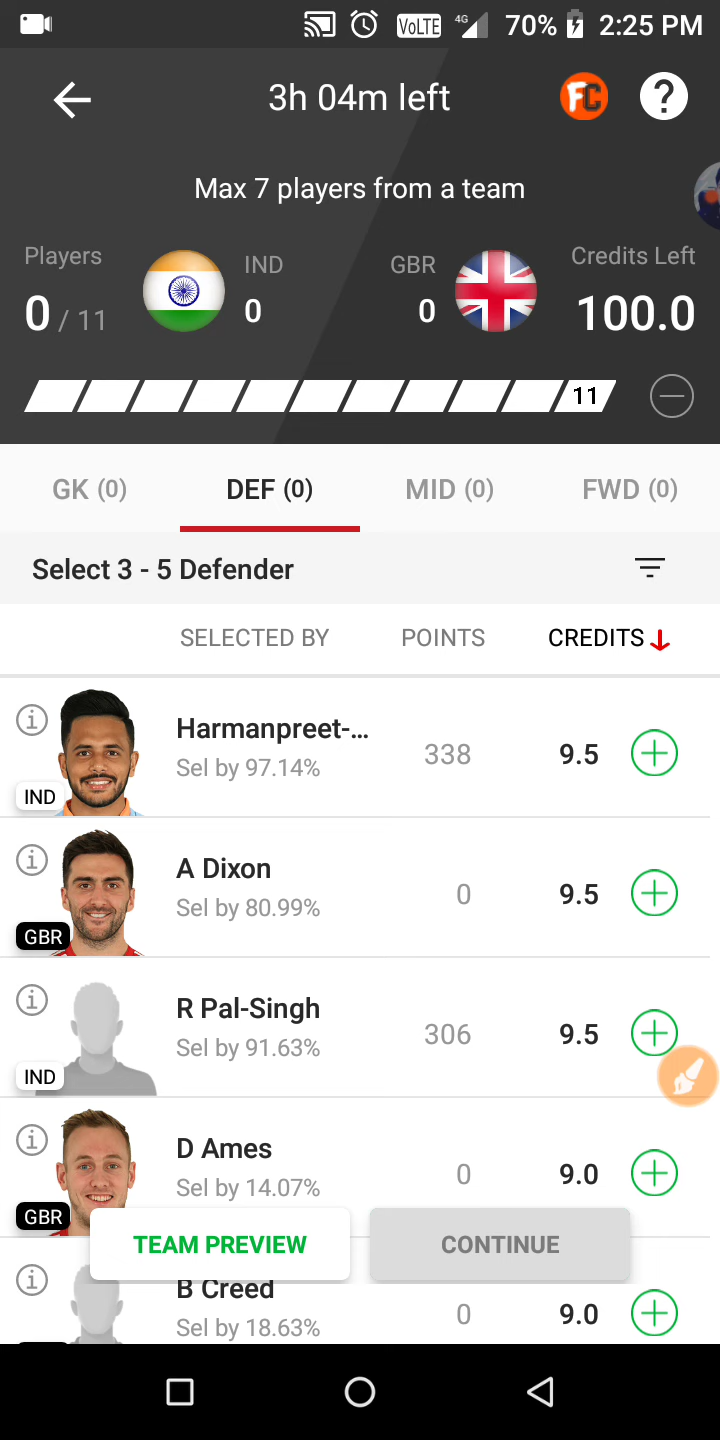 VoLTE 4G 70% 2:25 PM
3h 04m left FC ?
Max 7 players from a team
Players IND GBR Credits Left
0 / 11 0 0 100.0
11
GK (0) DEF (0) MID (0) FWD (0)
Select 3 - 5 Defender
SELECTED BY POINTS CREDITS
Harmanpreet-...
Sel by 97.14% 338 9.5
IND
A Dixon
Sel by 80.99% 0 9.5
GBR
R Pal-Singh
Sel by 91.63% 306 9.5
IND
D Ames
Sel by 14.07% 0 9.0
GBR
TEAM PREVIEW CONTINUE
B Creed
Sel by 18.63% 0 9.0